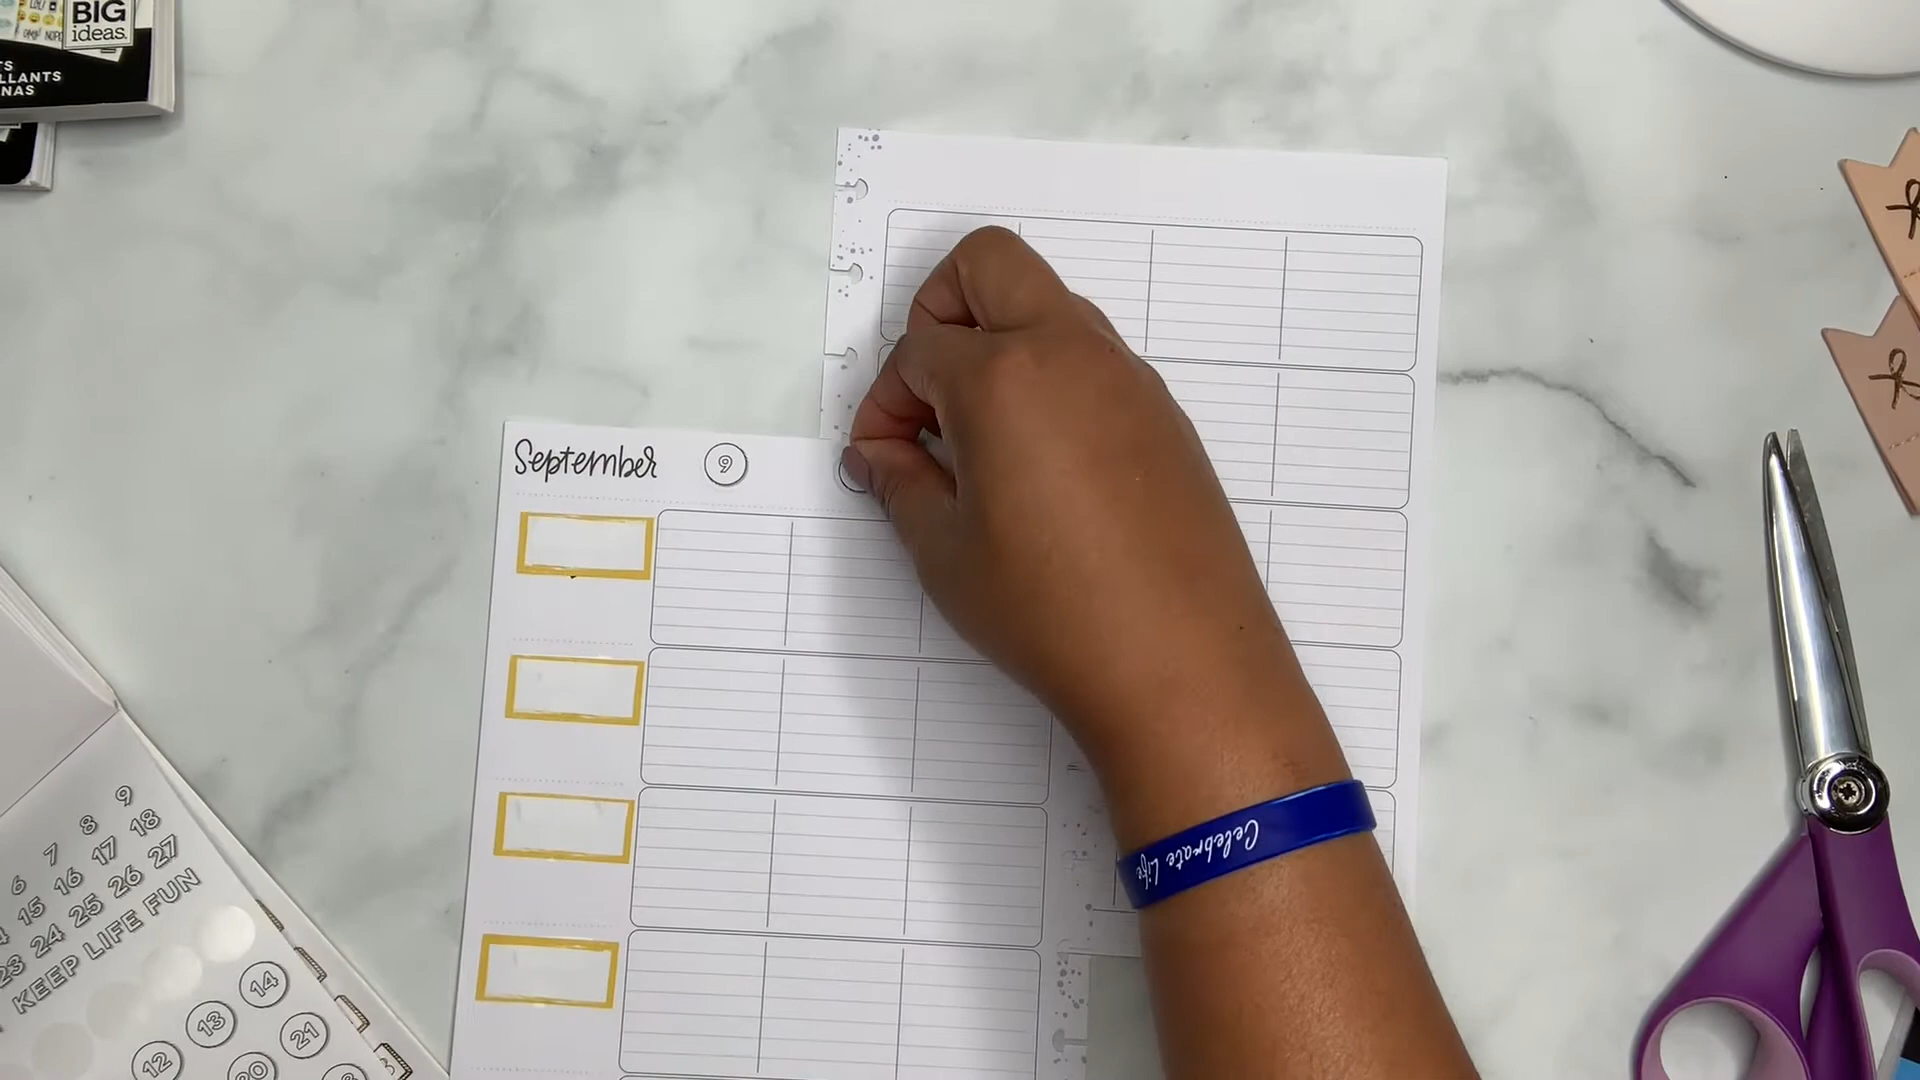 BIG
ideas.
LLANTS
NAS
September 9
Celebrate Life
9
7 8 18
6 16 17 27
15 25 26
23 24
KEEP LIFE FUN
14
13 21
12 20